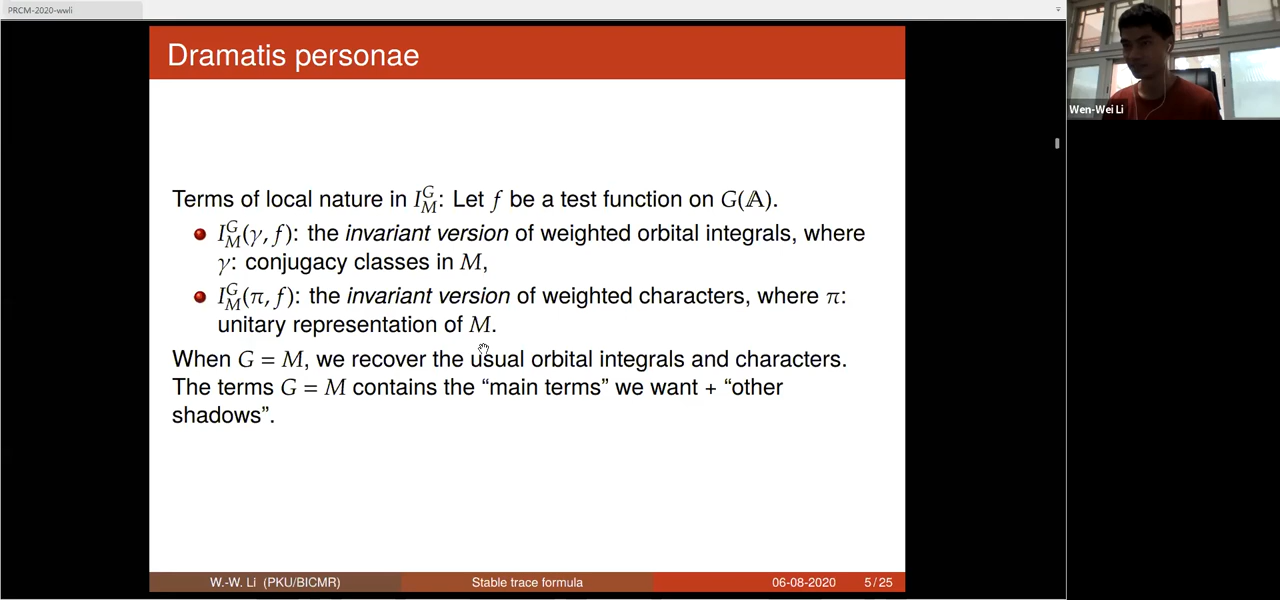 PRCM-2020-wwli
Dramatis personae
Wen-Wei Li
Terms of local nature in I_M^G: Let f be a test function on G(𝔸).
I_M^G(γ, f): the invariant version of weighted orbital integrals, where
γ: conjugacy classes in M,
I_M^G(π, f): the invariant version of weighted characters, where π:
unitary representation of M.
When G = M, we recover the usual orbital integrals and characters.
The terms G = M contains the “main terms” we want + “other
shadows”.
W.-W. Li (PKU/BICMR) Stable trace formula 06-08-2020 5 / 25